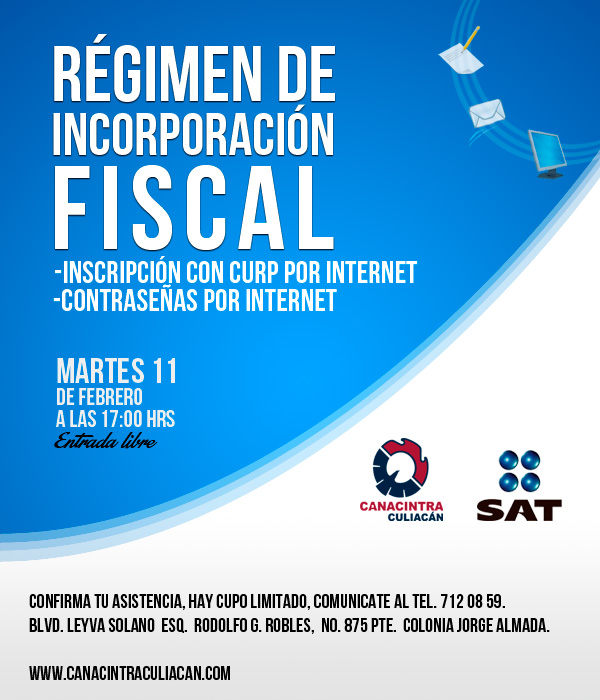 RÉGIMEN DE
INCORPORACIÓN
FISCAL
-INSCRIPCIÓN CON CURP POR INTERNET
-CONTRASEÑAS POR INTERNET
MARTES 11
DE FEBRERO
A LAS 17:00 HRS
Entrada libre
CANACINTRA
CULIACÁN
SAT
CONFIRMA TU ASISTENCIA, HAY CUPO LIMITADO, COMUNICATE AL TEL. 712 08 59.
BLVD. LEYVA SOLANO ESQ. RODOLFO G. ROBLES, NO. 875 PTE. COLONIA JORGE ALMADA.
WWW.CANACINTRACULIACAN.COM